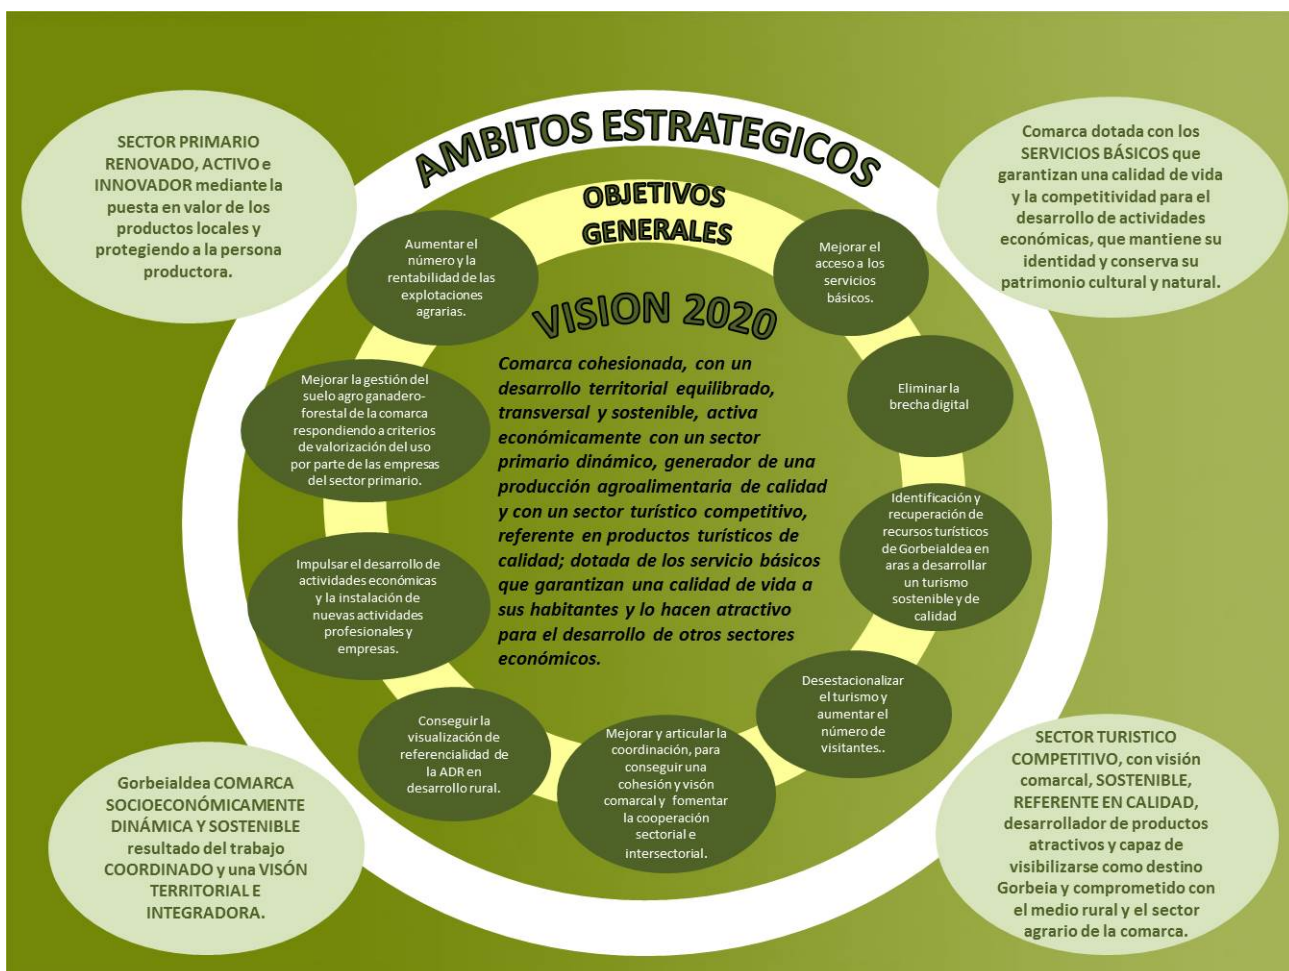 AMBITOS ESTRATEGICOS
OBJETIVOS
GENERALES
VISION 2020
Comarca cohesionada, con un
desarrollo territorial equilibrado,
transversal y sostenible, activa
económicamente con un sector
primario dinámico, generador de una
producción agroalimentaria de calidad
y con un sector turístico competitivo,
referente en productos turísticos de
calidad; dotada de los servicio básicos
que garantizan una calidad de vida a
sus habitantes y lo hacen atractivo
para el desarrollo de otros sectores
económicos.
SECTOR PRIMARIO
RENOVADO, ACTIVO e
INNOVADOR mediante la
puesta en valor de los
productos locales y
protegiendo a la persona
productora.
Comarca dotada con los
SERVICIOS BÁSICOS que
garantizan una calidad de vida
y la competitividad para el
desarrollo de actividades
económicas, que mantiene su
identidad y conserva su
patrimonio cultural y natural.
Aumentar el
número y la
rentabilidad de las
explotaciones
agrarias.
Mejorar la gestión del
suelo agro ganadero-
forestal de la comarca
respondiendo a criterios
de valorización del uso
por parte de las empresas
del sector primario.
Impulsar el desarrollo de
actividades económicas
y la instalación de
nuevas actividades
profesionales y
empresas.
Conseguir la
visualización de
referencialidad de
la ADR en
desarrollo rural.
Mejorar y articular la
coordinación, para
conseguir una
cohesión y visón
comarcal y fomentar
la cooperación
sectorial e
intersectorial.
Desestacionalizar
el turismo y
aumentar el
número de
visitantes..
Identificación y
recuperación de
recursos turísticos
de Gorbeialdea en
aras a desarrollar
un turismo
sostenible y de
calidad
Eliminar la
brecha digital
Mejorar el
acceso a los
servicios
básicos.
Gorbeialdea COMARCA
SOCIOECONÓMICAMENTE
DINÁMICA Y SOSTENIBLE
resultado del trabajo
COORDINADO y una VISÓN
TERRITORIAL E
INTEGRADORA.
SECTOR TURISTICO
COMPETITIVO, con visión
comarcal, SOSTENIBLE,
REFERENTE EN CALIDAD,
desarrollador de productos
atractivos y capaz de
visibilizarse como destino
Gorbeia y comprometido con
el medio rural y el sector
agrario de la comarca.